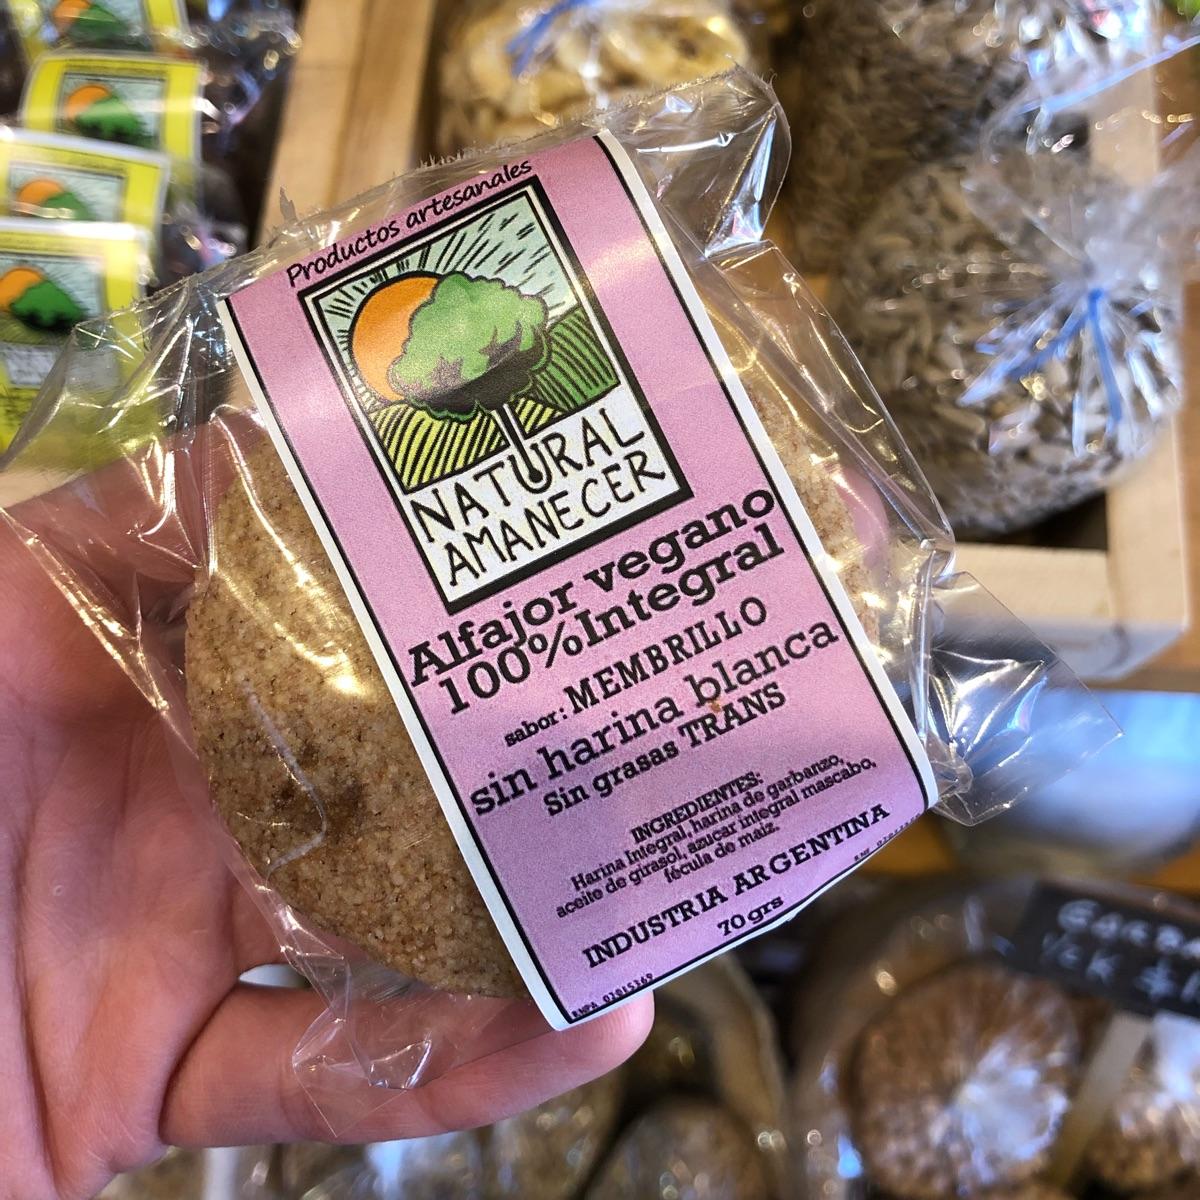 Productos artesanales
NATURAL
AMANECER
Alfajor vegano
100%Integral
sabor: MEMBRILLO
sin harina blanca
Sin grasas TRANS
INGREDIENTES:
Harina Integral, harina de garbanzo,
aceite de girasol, azucar integral mascabo,
fécula de maiz.
INDUSTRIA ARGENTINA
70 grs